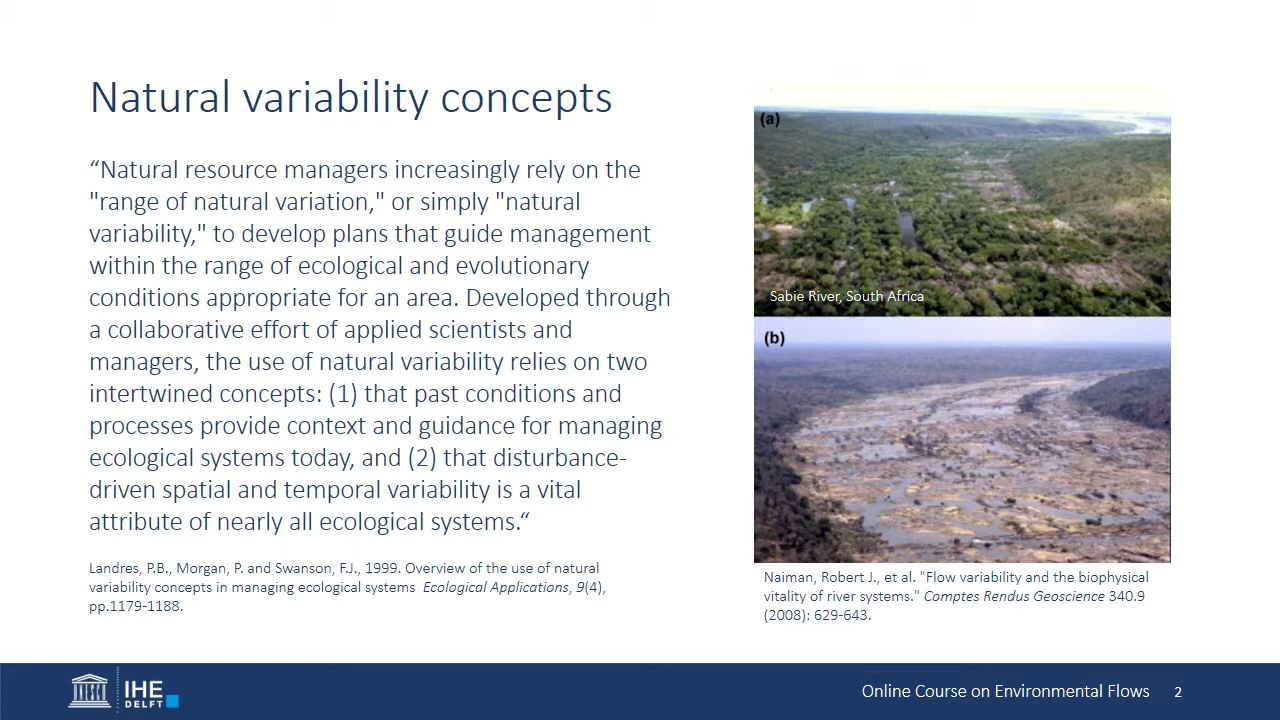 Natural variability concepts
“Natural resource managers increasingly rely on the
"range of natural variation," or simply "natural
variability," to develop plans that guide management
within the range of ecological and evolutionary
conditions appropriate for an area. Developed through
a collaborative effort of applied scientists and
managers, the use of natural variability relies on two
intertwined concepts: (1) that past conditions and
processes provide context and guidance for managing
ecological systems today, and (2) that disturbance-
driven spatial and temporal variability is a vital
attribute of nearly all ecological systems.“
Landres, P.B., Morgan, P. and Swanson, F.J., 1999. Overview of the use of natural
variability concepts in managing ecological systems Ecological Applications, 9(4),
pp.1179-1188.
(a)
Sabie River, South Africa
(b)
Naiman, Robert J., et al. "Flow variability and the biophysical
vitality of river systems." Comptes Rendus Geoscience 340.9
(2008): 629-643.
UNESCO
IHE
DELFT
Online Course on Environmental Flows 2